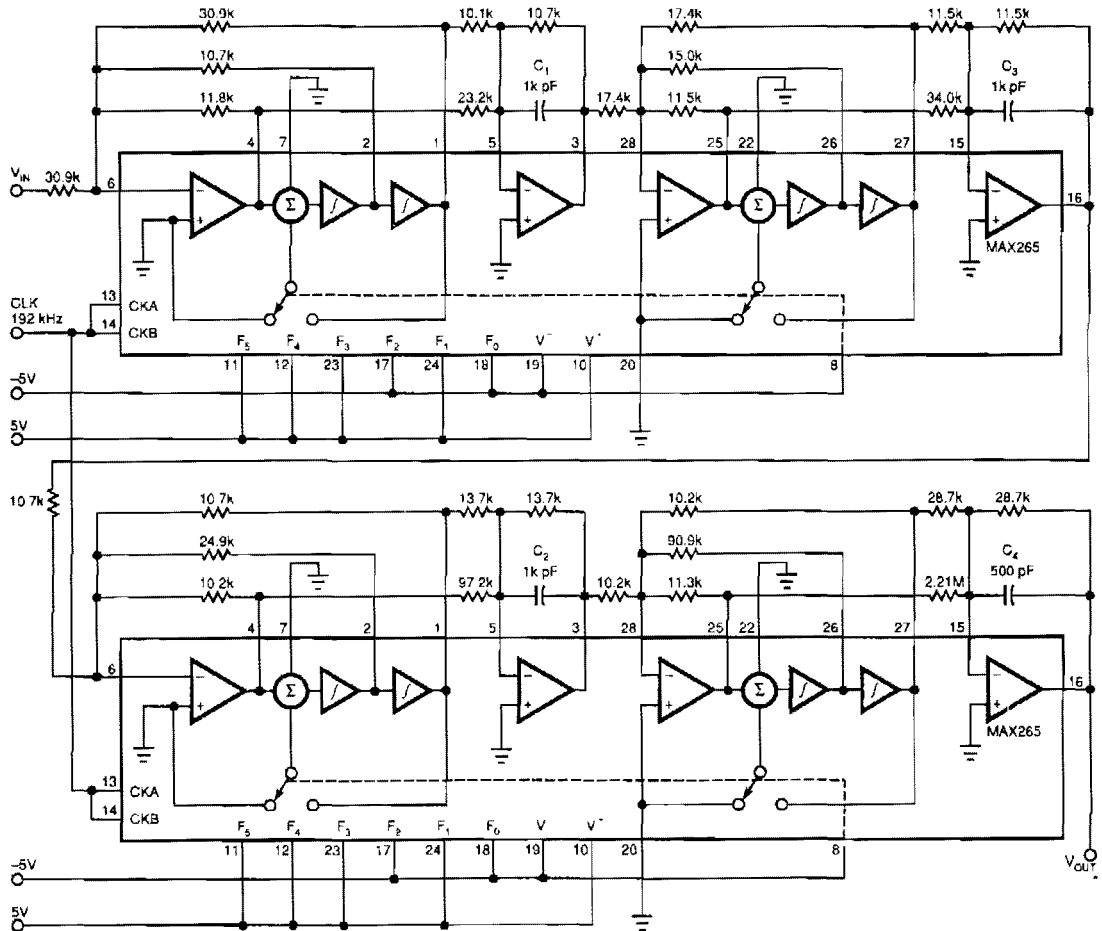 30.9k 10.1k 10.7k 17.4k 11.5k 11.5k
10.7k C1 15.0k C3
1k pF 1k pF
11.8k 23.2k 17.4k 11.5k 34.0k
4 7 2 1 5 3 28 25 22 26 27 15
VIN 30.9k 6 − Σ ∫ ∫ − − Σ ∫ ∫ − 16
+ + + +
MAX265
CLK
192 kHz
13 CKA
14 CKB
F5 F4 F3 F2 F1 F0 V− V+
11 12 23 17 24 18 19 10 20 8
−5V
5V
10 7k 10.7k 13.7k 13.7k 10.2k 28.7k 28.7k
24.9k C2 90.9k C4
1k pF 500 pF
10.2k 97.2k 10.2k 11.3k 2.21M
4 7 2 1 5 3 28 25 22 26 27 15
6 − Σ ∫ ∫ − − Σ ∫ ∫ − 16
+ + + +
MAX265
13 CKA
14 CKB
F5 F4 F3 F2 F1 F0 V V−
11 12 23 17 24 18 19 10 20 8
−5V
VOUT
5V